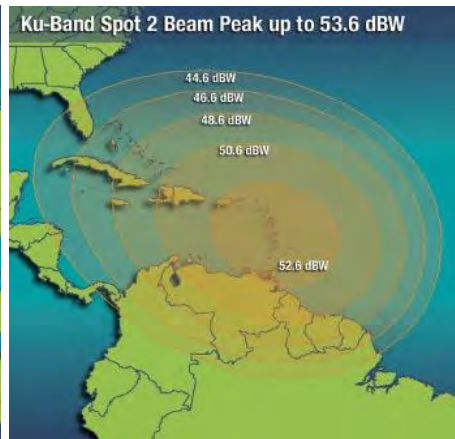 Ku-Band Spot 2 Beam Peak up to 53.6 dBW
44.6 dBW
46.6 dBW
48.6 dBW
50.6 dBW
52.6 dBW